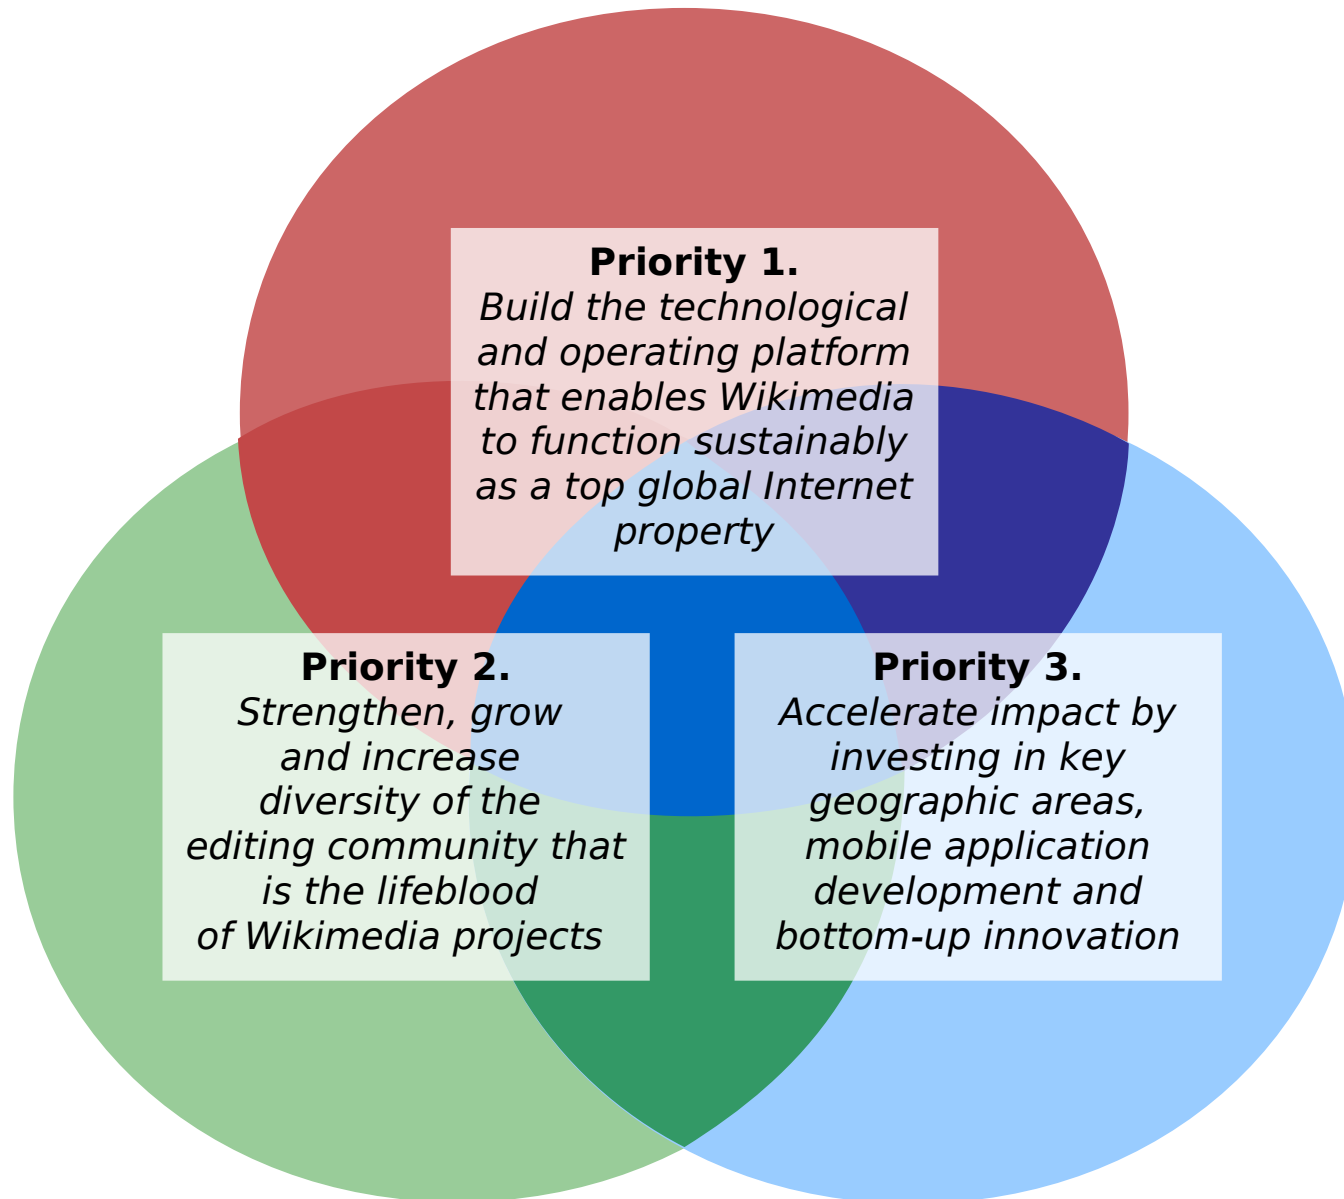 Priority 1.
Build the technological
and operating platform
that enables Wikimedia
to function sustainably
as a top global Internet
property
Priority 2.
Strengthen, grow
and increase
diversity of the
editing community that
is the lifeblood
of Wikimedia projects
Priority 3.
Accelerate impact by
investing in key
geographic areas,
mobile application
development and
bottom-up innovation